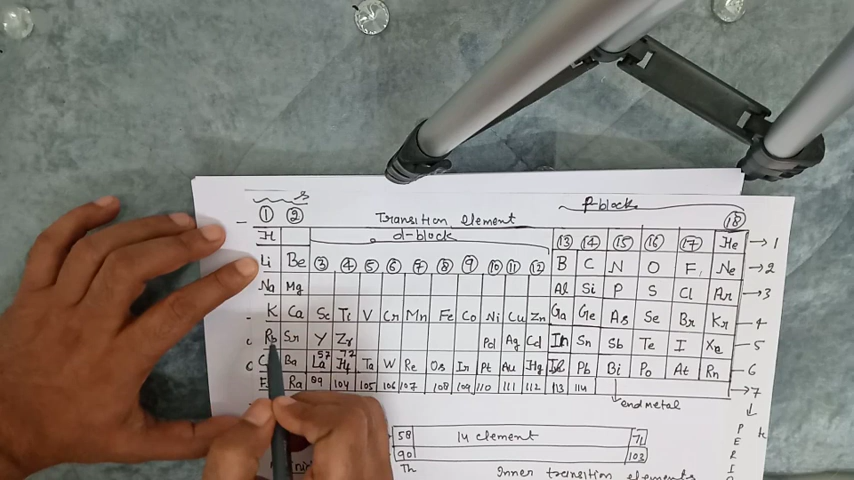 s
① ② Transition element p-block ⑱
H d-block ⑬ ⑭ ⑮ ⑯ ⑰ He → 1
Li Be ③ ④ ⑤ ⑥ ⑦ ⑧ ⑨ ⑩ ⑪ ⑫ B C N O F Ne → 2
Na Mg Al Si P S Cl Ar → 3
K Ca Sc Ti V Cr Mn Fe Co Ni Cu Zn Ga Ge As Se Br Kr → 4
Rb Sr Y Zr Pd Ag Cd In Sn Sb Te I Xe → 5
Ba La 57 Hf 72 Ta W Re Os Ir Pt Au Hg Pb Bi Po At Rn → 6
Ra 89 104 105 106 107 108 109 110 111 112 113 114 → 7
end metal
58 14 element 71
90 103
Th Inner transition elements
P
E
R
I